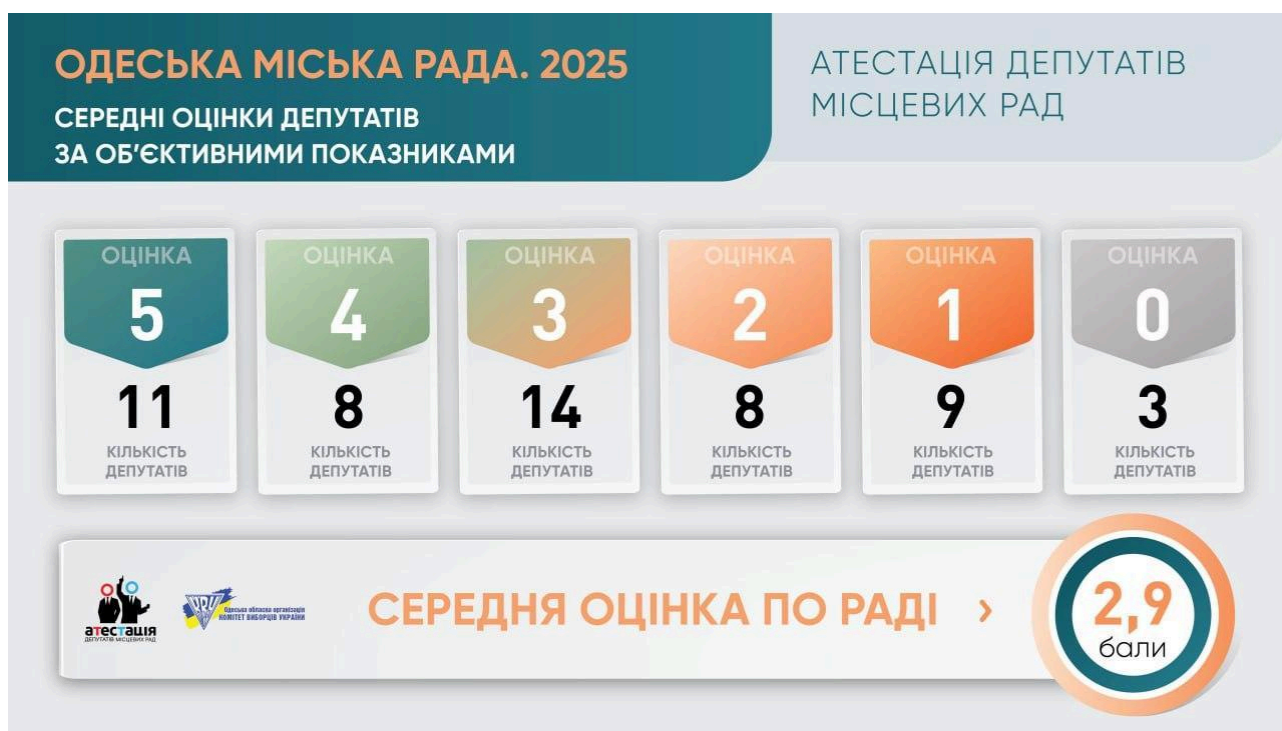 ОДЕСЬКА МІСЬКА РАДА. 2025
СЕРЕДНІ ОЦІНКИ ДЕПУТАТІВ
ЗА ОБ’ЄКТИВНИМИ ПОКАЗНИКАМИ
АТЕСТАЦІЯ ДЕПУТАТІВ
МІСЦЕВИХ РАД
ОЦІНКА
5
11
КІЛЬКІСТЬ
ДЕПУТАТІВ
ОЦІНКА
4
8
КІЛЬКІСТЬ
ДЕПУТАТІВ
ОЦІНКА
3
14
КІЛЬКІСТЬ
ДЕПУТАТІВ
ОЦІНКА
2
8
КІЛЬКІСТЬ
ДЕПУТАТІВ
ОЦІНКА
1
9
КІЛЬКІСТЬ
ДЕПУТАТІВ
ОЦІНКА
0
3
КІЛЬКІСТЬ
ДЕПУТАТІВ
атестація
ДЕПУТАТІВ МІСЦЕВИХ РАД
Одеська обласна організація
КОМІТЕТ ВИБОРЦІВ УКРАЇНИ
СЕРЕДНЯ ОЦІНКА ПО РАДІ ›
2,9
бали